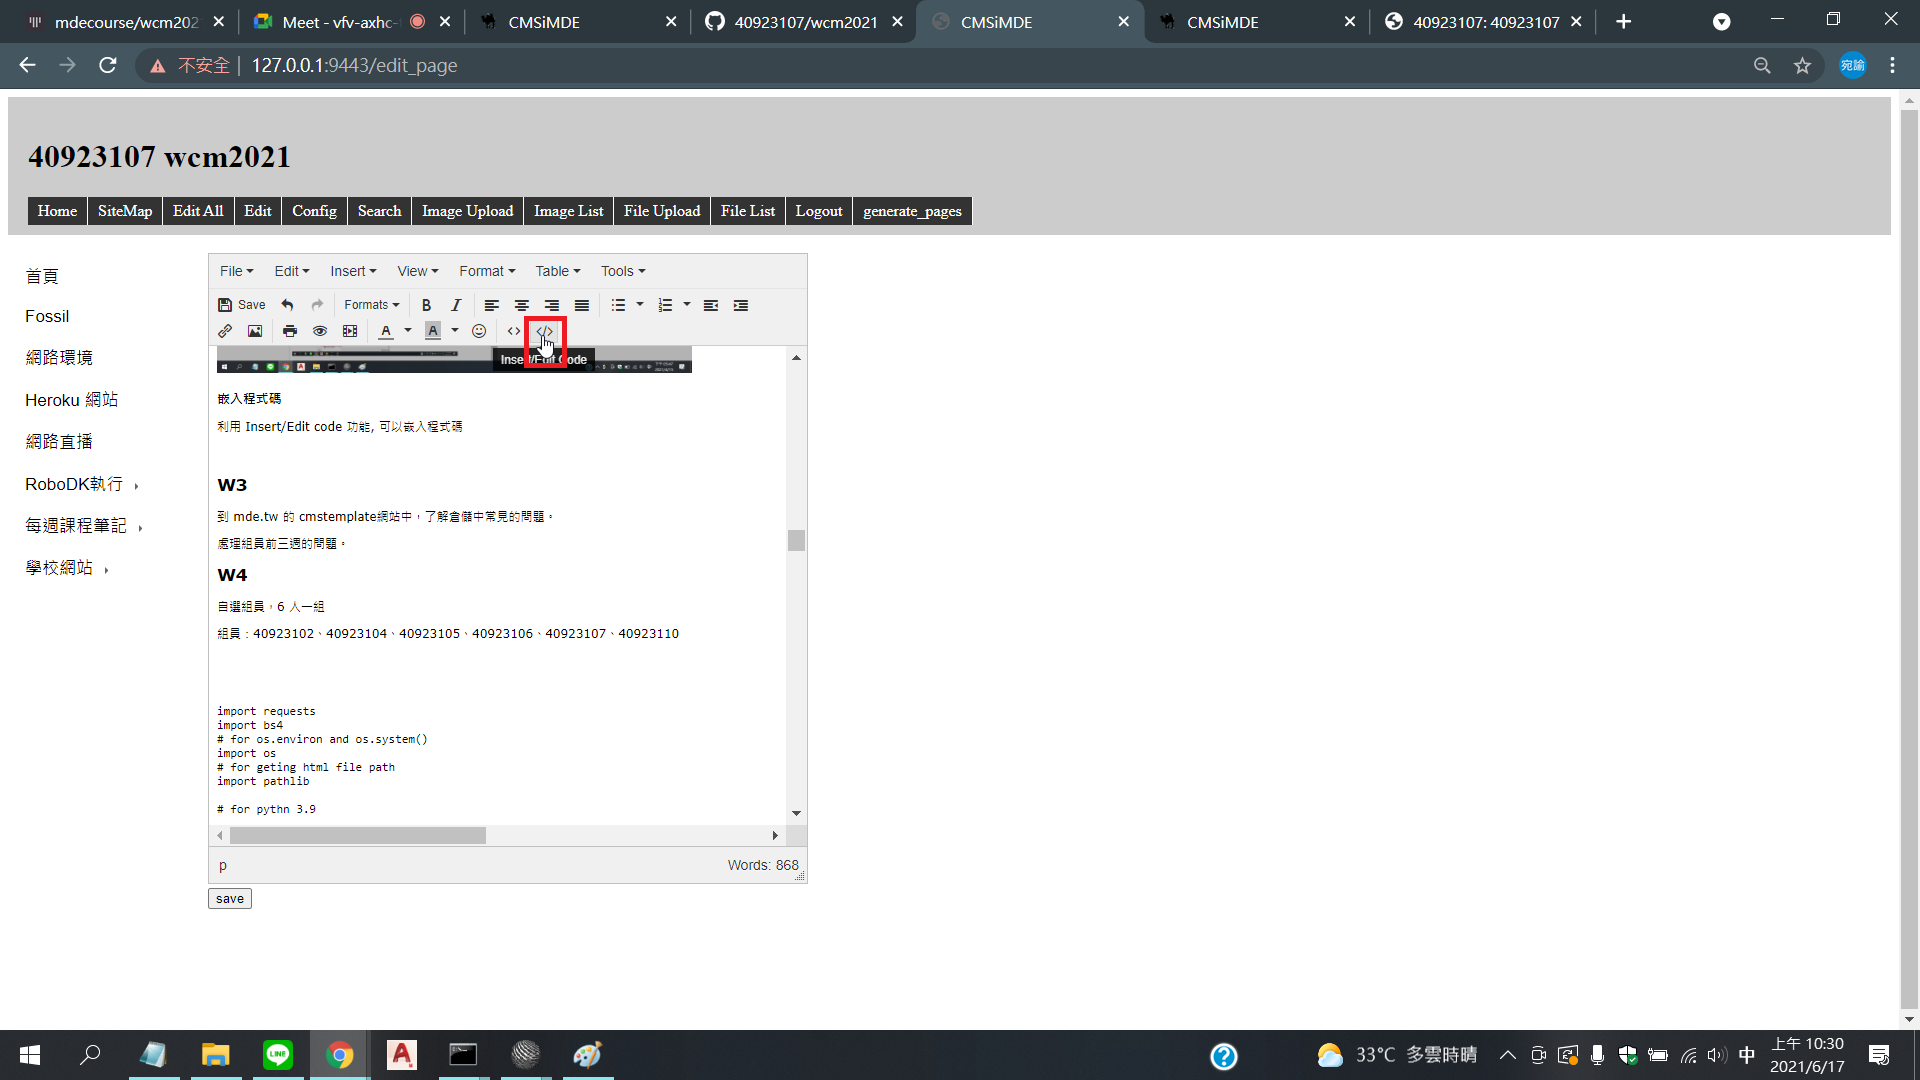 mdecourse/wcm202
Meet - vfv-axhc-
CMSiMDE
40923107/wcm2021
CMSiMDE
CMSiMDE
40923107: 40923107
不安全 127.0.0.1:9443/edit_page
宛諭
40923107 wcm2021
Home SiteMap Edit All Edit Config Search Image Upload Image List File Upload File List Logout generate_pages
首頁
Fossil
網路環境
Heroku 網站
網路直播
RoboDK執行
每週課程筆記
學校網站
File Edit Insert View Format Table Tools
Save Formats B I
A A
Insert/Edit Code
嵌入程式碼
利用 Insert/Edit code 功能, 可以嵌入程式碼
W3
到 mde.tw 的 cmstemplate網站中，了解倉儲中常見的問題。
處理組員前三週的問題。
W4
自選組員，6 人一組
組員：40923102、40923104、40923105、40923106、40923107、40923110
import requests
import bs4
# for os.environ and os.system()
import os
# for geting html file path
import pathlib
# for pythn 3.9
p
Words: 868
save
LINE
33°C 多雲時晴
中
上午 10:30
2021/6/17